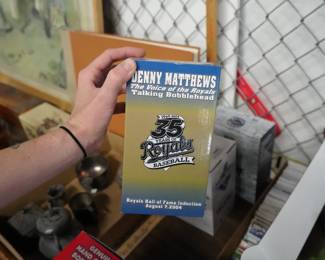 DENNY MATTHEWS
The Voice of the Royals
Talking Bobblehead
35
Royals
BASEBALL
Royals Hall of Fame Induction
August 7, 2004
GENUINE